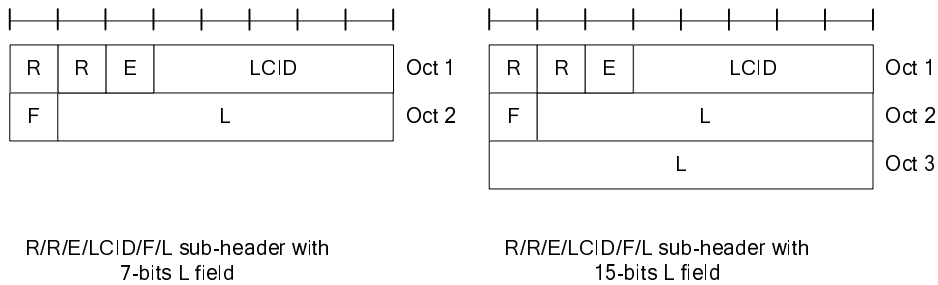 R R E LCID Oct 1
F L Oct 2
R/R/E/LCID/F/L sub-header with
7-bits L field
R R E LCID Oct 1
F L Oct 2
L Oct 3
R/R/E/LCID/F/L sub-header with
15-bits L field